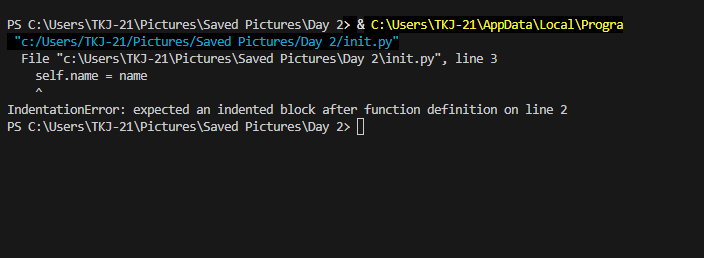 PS C:\Users\TKJ-21\Pictures\Saved Pictures\Day 2> & C:\Users\TKJ-21\AppData\Local\Progra
"c:/Users/TKJ-21/Pictures/Saved Pictures/Day 2/init.py"
File "c:\Users\TKJ-21\Pictures\Saved Pictures\Day 2\init.py", line 3
self.name = name
^
IndentationError: expected an indented block after function definition on line 2
PS C:\Users\TKJ-21\Pictures\Saved Pictures\Day 2>